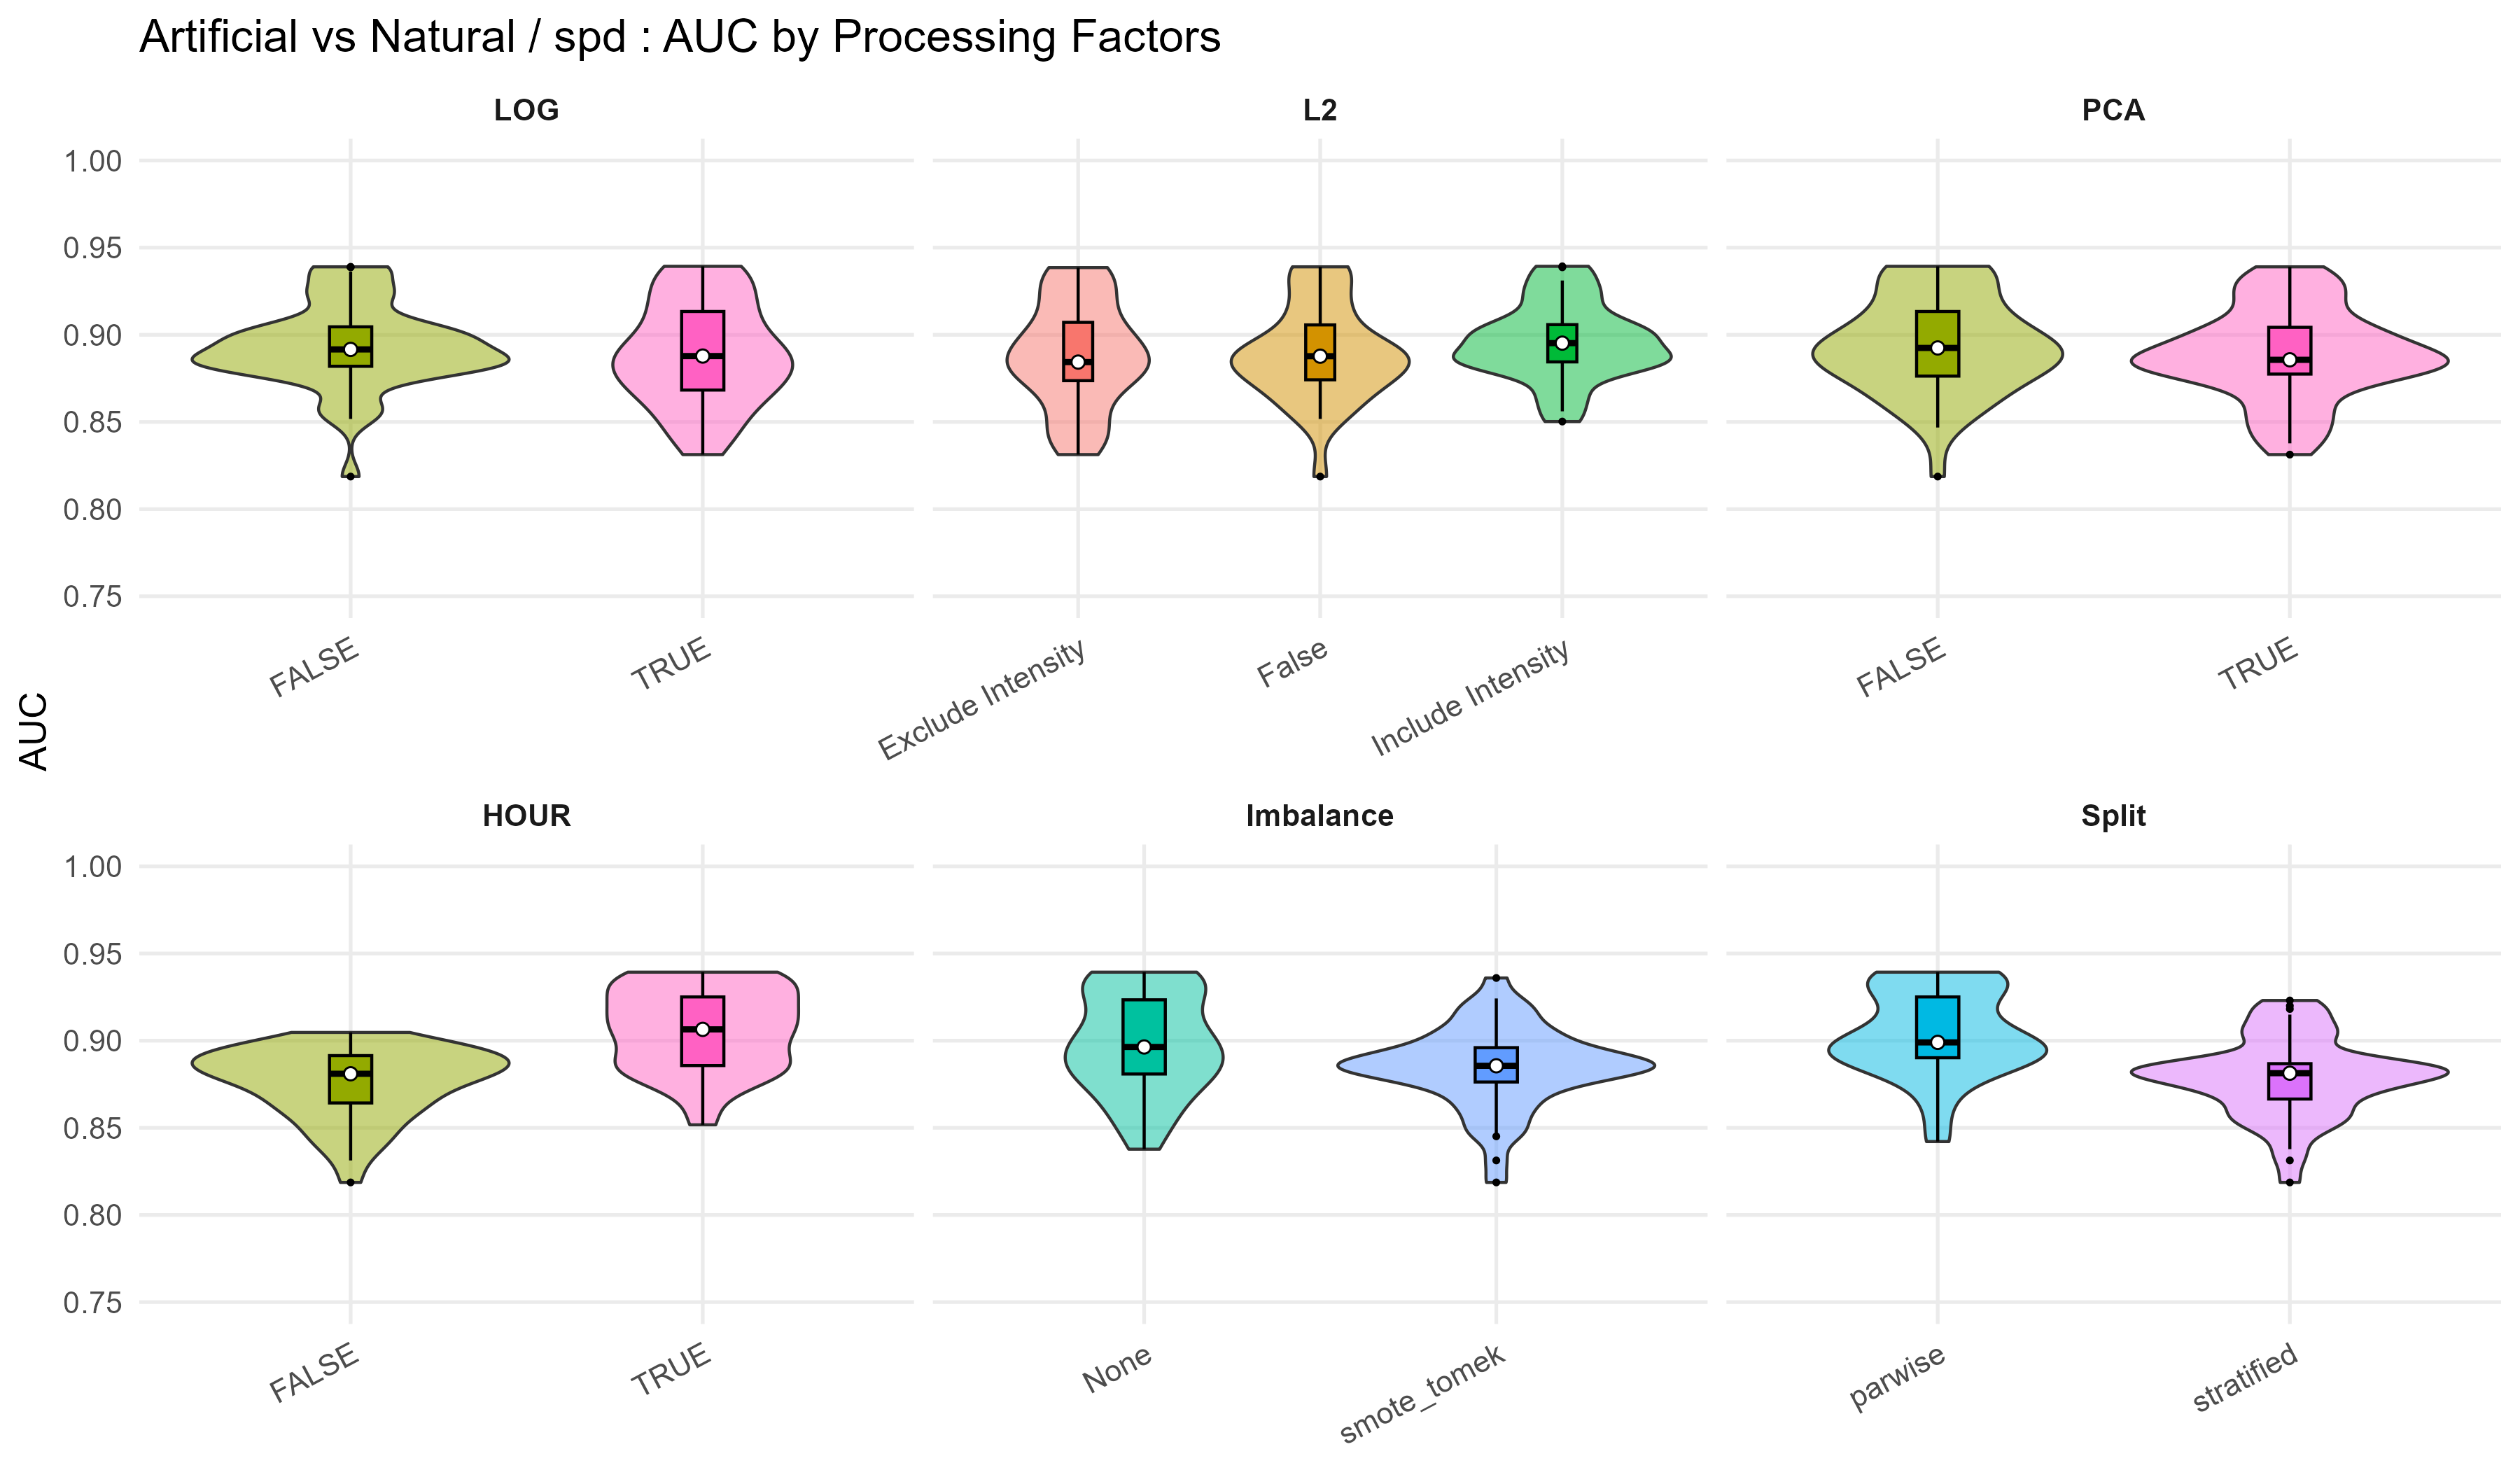 Artificial vs Natural / spd : AUC by Processing Factors
LOG
L2
PCA
1.00
0.95
0.90
0.85
0.80
0.75
FALSE
TRUE
Exclude Intensity
False
Include Intensity
FALSE
TRUE
AUC
HOUR
Imbalance
Split
1.00
0.95
0.90
0.85
0.80
0.75
FALSE
TRUE
None
smote_tomek
parwise
stratified